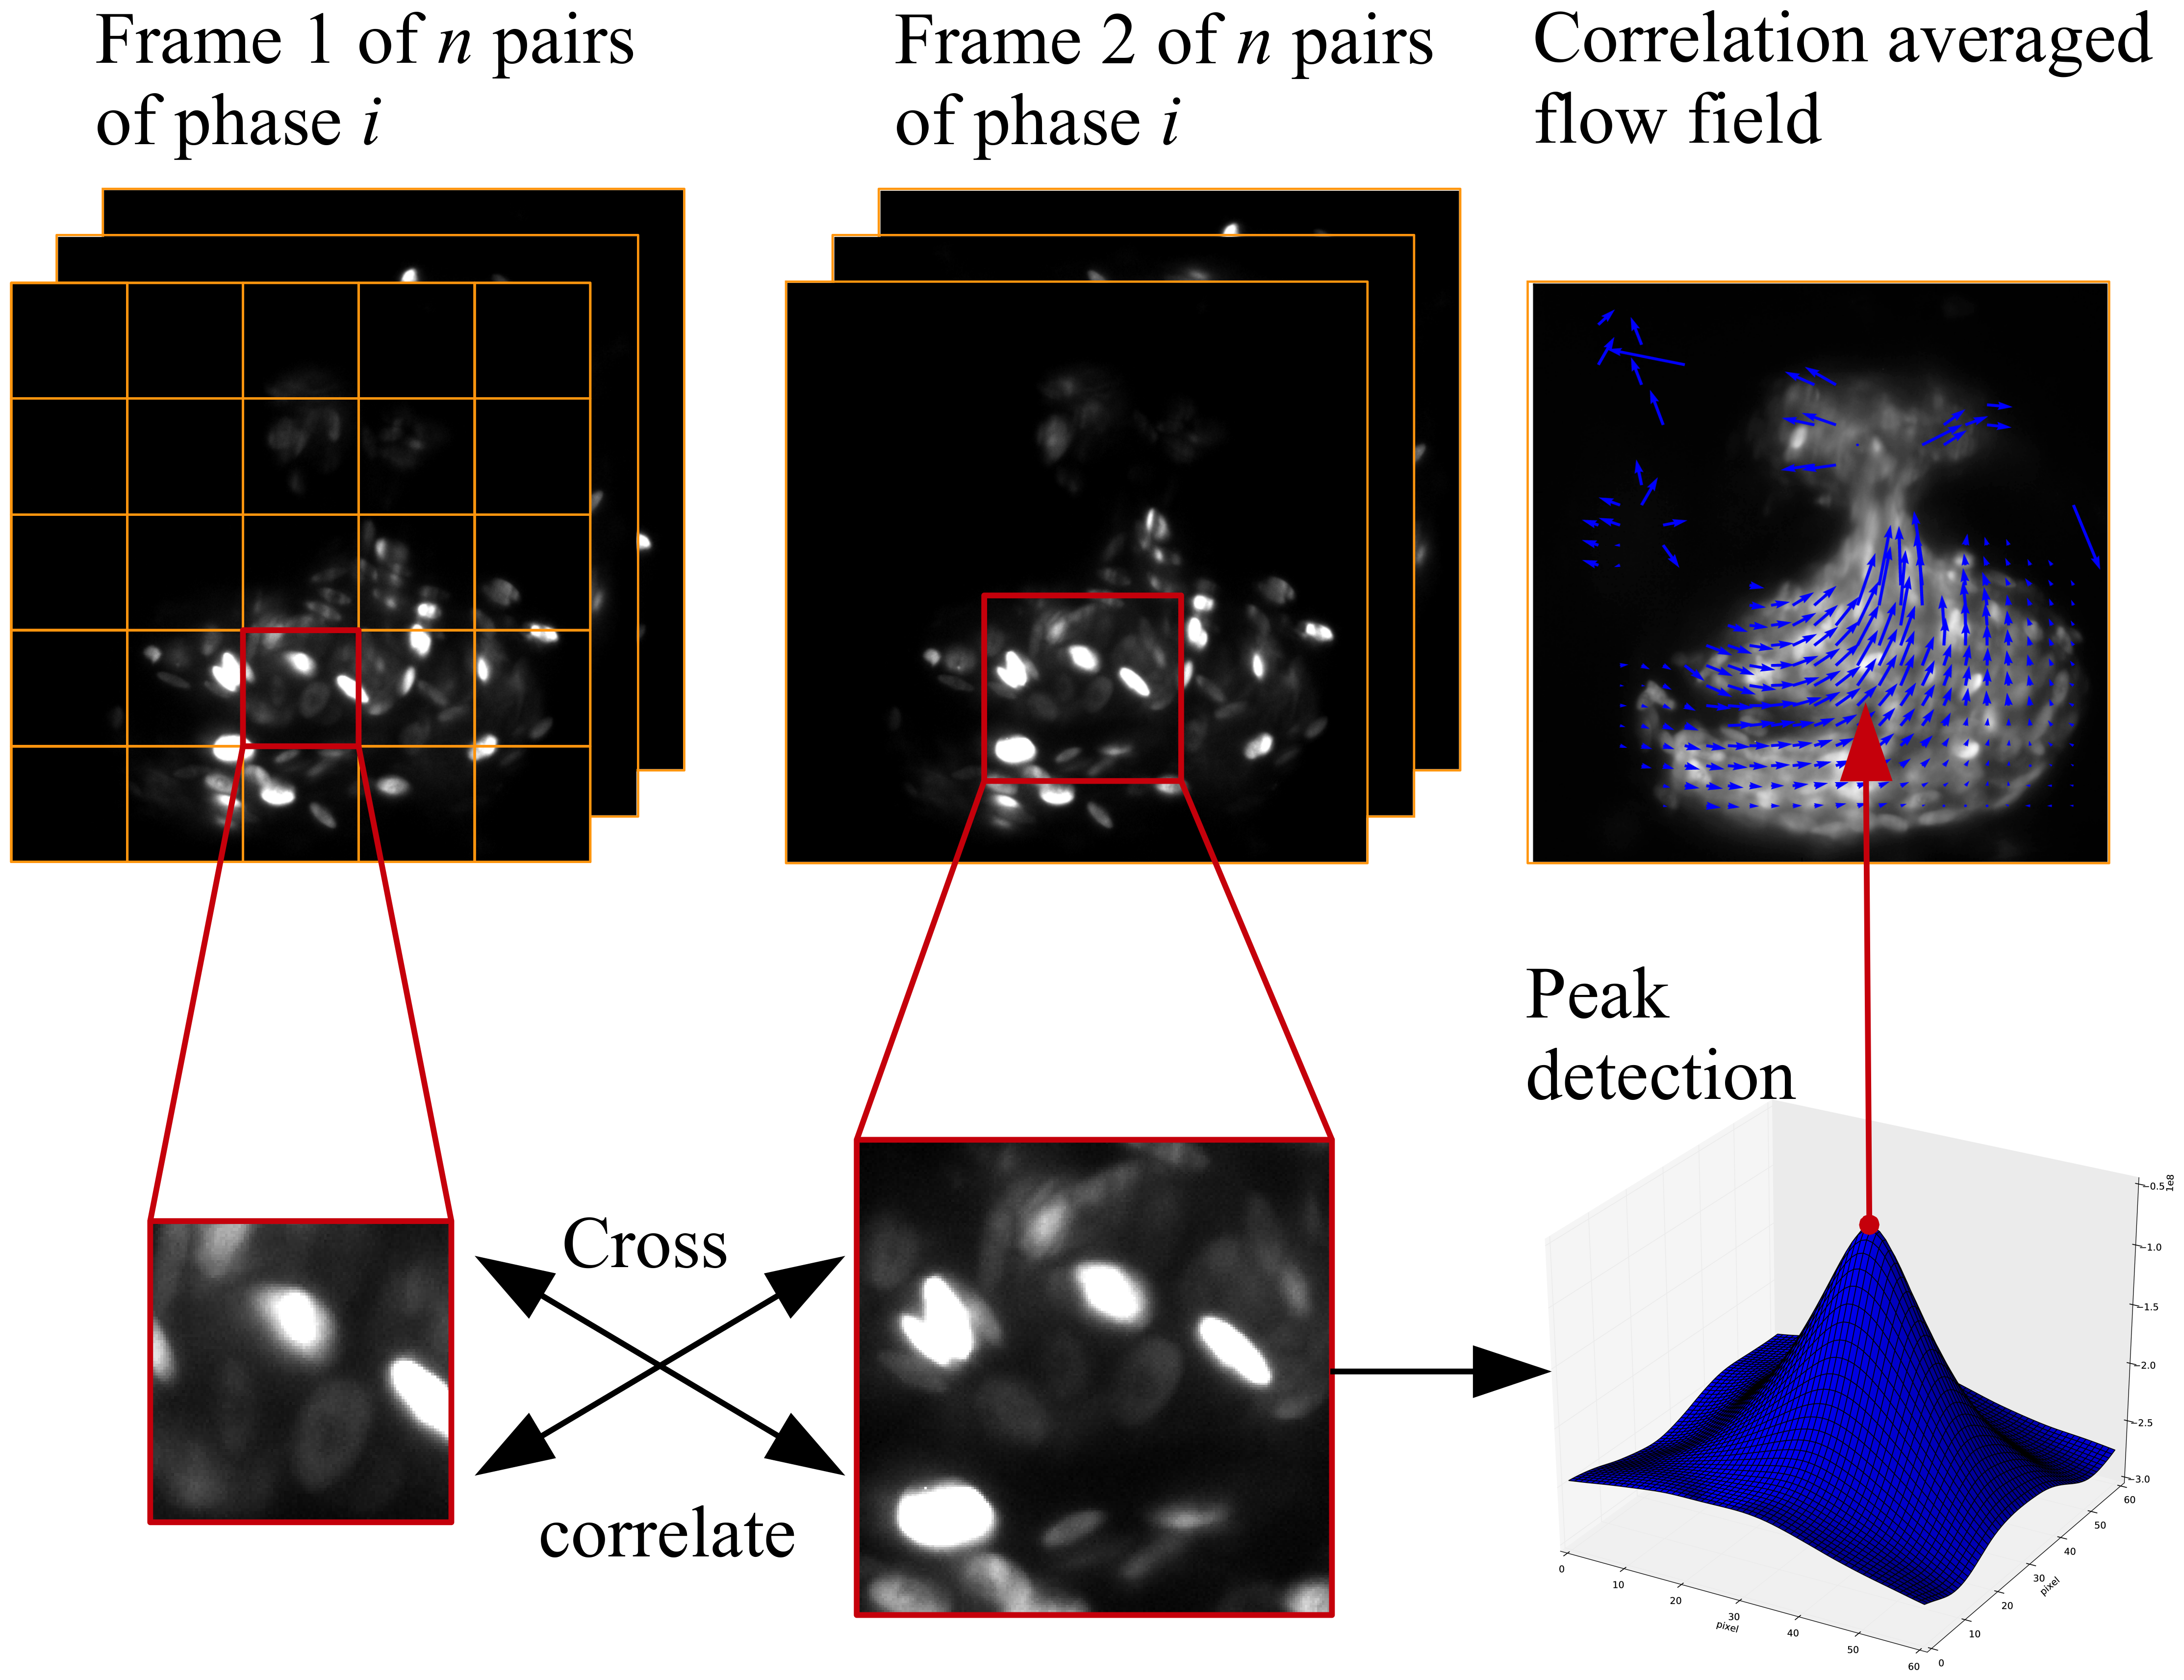 Frame 1 of n pairs
of phase i
Frame 2 of n pairs
of phase i
Correlation averaged
flow field
Peak
detection
Cross
correlate
1e8
−0.5
−1.0
−1.5
−2.0
−2.5
−3.0
0
10
20
30
40
50
60
pixel
0
10
20
30
40
50
60
pixel